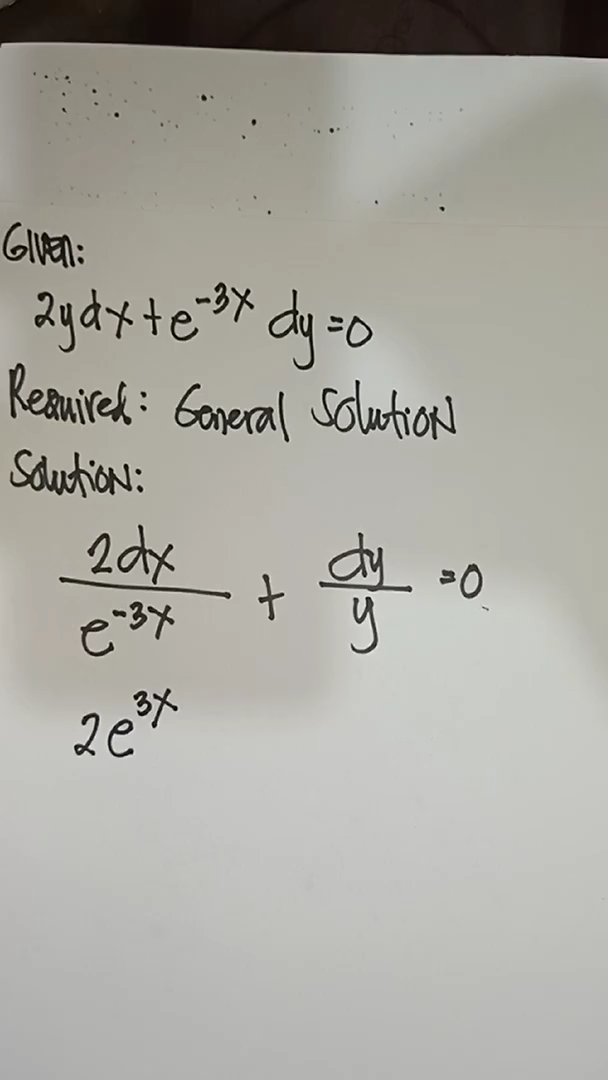 Given:
2ydx+e^-3x dy=0
Required: General Solution
Solution:
2dx/e^-3x + dy/y =0
2e^3x